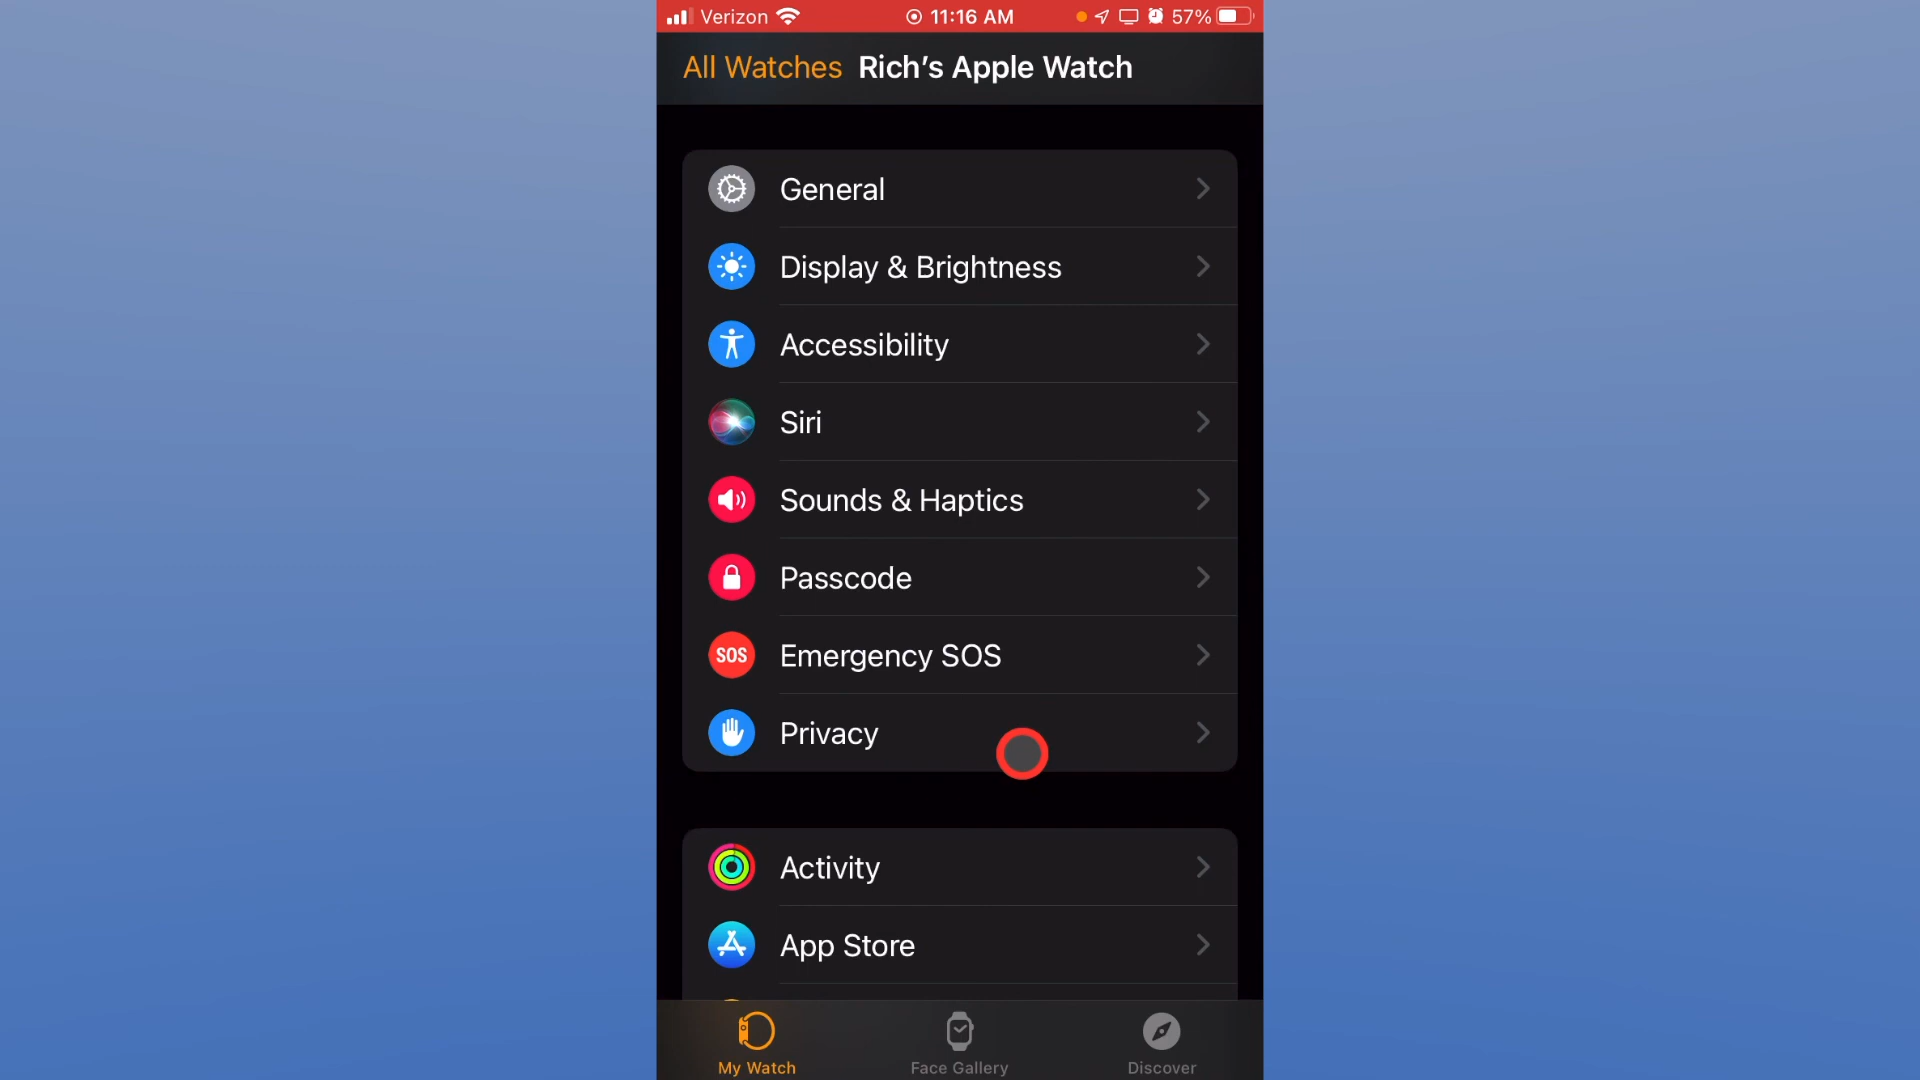 Verizon 11:16 AM 57%
All Watches Rich's Apple Watch
General
Display & Brightness
Accessibility
Siri
Sounds & Haptics
Passcode
SOS Emergency SOS
Privacy
Activity
App Store
My Watch Face Gallery Discover